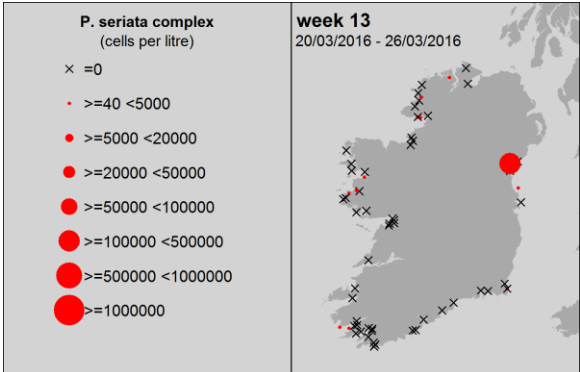 P. seriata complex
(cells per litre)
=0
>=40 <5000
>=5000 <20000
>=20000 <50000
>=50000 <100000
>=100000 <500000
>=500000 <1000000
>=1000000
week 13
20/03/2016 - 26/03/2016